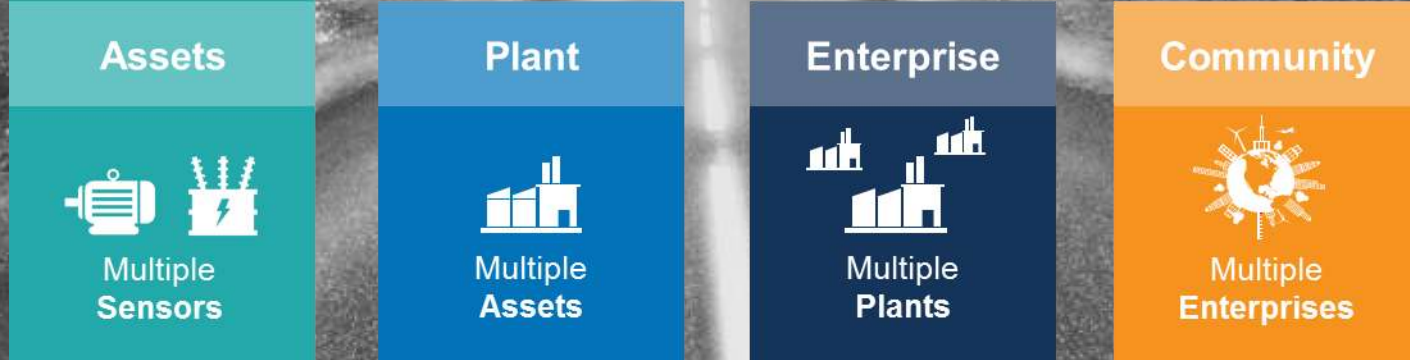 Assets
Multiple
Sensors
Plant
Multiple
Assets
Enterprise
Multiple
Plants
Community
Multiple
Enterprises